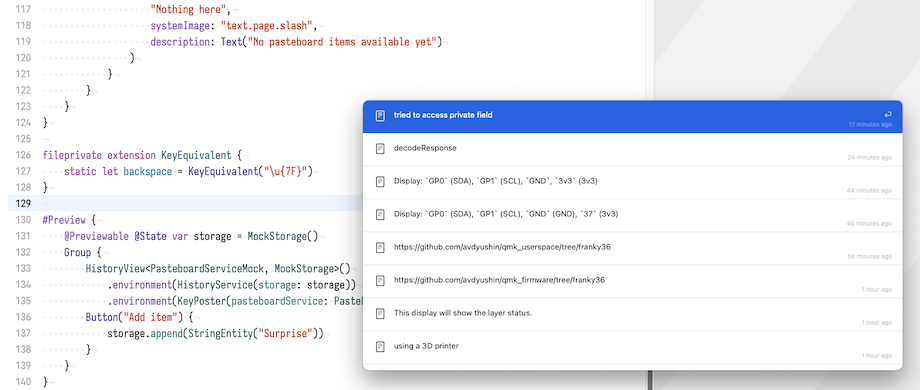 117 "Nothing here",
118 systemImage: "text.page.slash",
119 description: Text("No pasteboard items available yet")
120 )
121 }
122 }
123 }
124 }
125
126 fileprivate extension KeyEquivalent {
127 static let backspace = KeyEquivalent("\u{7F}")
128 }
129
130 #Preview {
131 @Previewable @State var storage = MockStorage()
132 Group {
133 HistoryView<PasteboardServiceMock, MockStorage>()
134 .environment(HistoryService(storage: storage))
135 .environment(KeyPoster(pasteboardService: Paste
136 Button("Add item") {
137 storage.append(StringEntity("Surprise"))
138 }
139 }
140 }
tried to access private field
17 minutes ago
decodeResponse
24 minutes ago
Display: `GP0` (SDA), `GP1` (SCL), `GND`, `3v3` (3v3)
44 minutes ago
Display: `GP0` (SDA), `GP1` (SCL), `GND` (GND), `37` (3v3)
44 minutes ago
https://github.com/avdyushin/qmk_userspace/tree/franky36
58 minutes ago
https://github.com/avdyushin/qmk_firmware/tree/franky36
1 hour ago
This display will show the layer status.
1 hour ago
using a 3D printer
1 hour ago